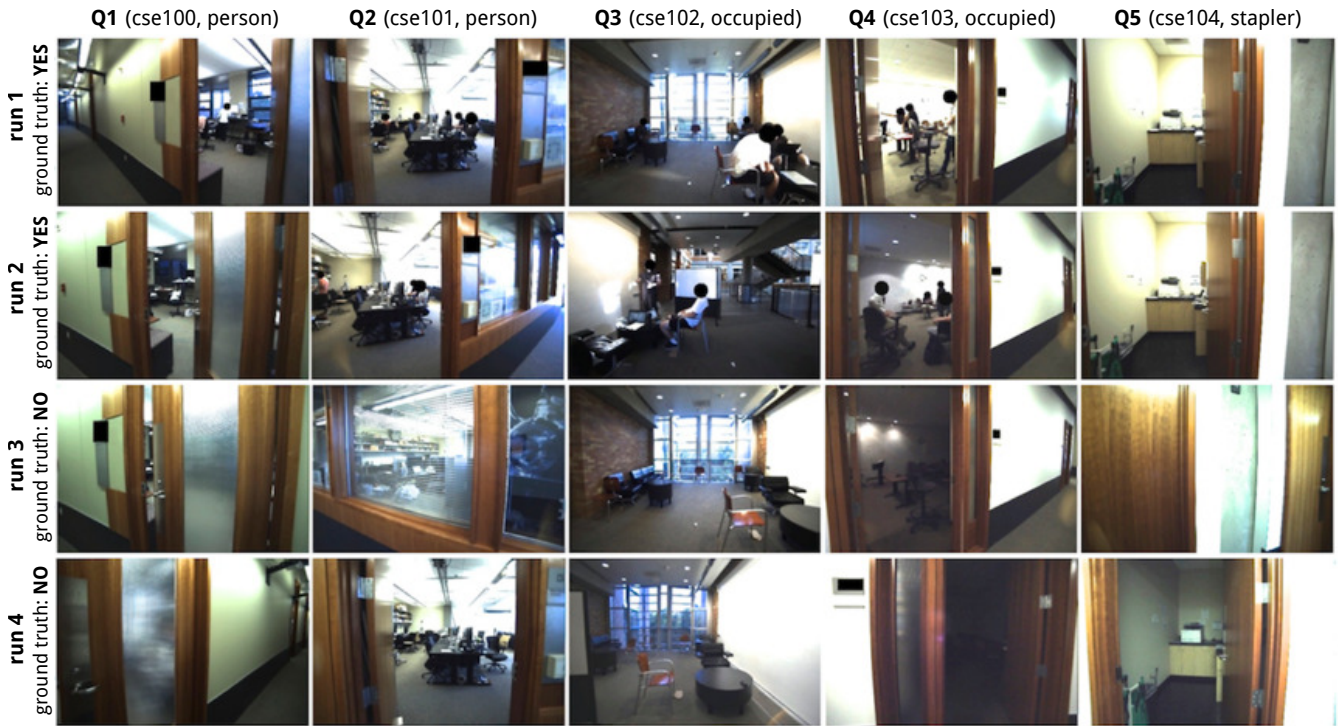 Q1 (cse100, person) Q2 (cse101, person) Q3 (cse102, occupied) Q4 (cse103, occupied) Q5 (cse104, stapler)
run 1
ground truth: YES
run 2
ground truth: YES
run 3
ground truth: NO
run 4
ground truth: NO